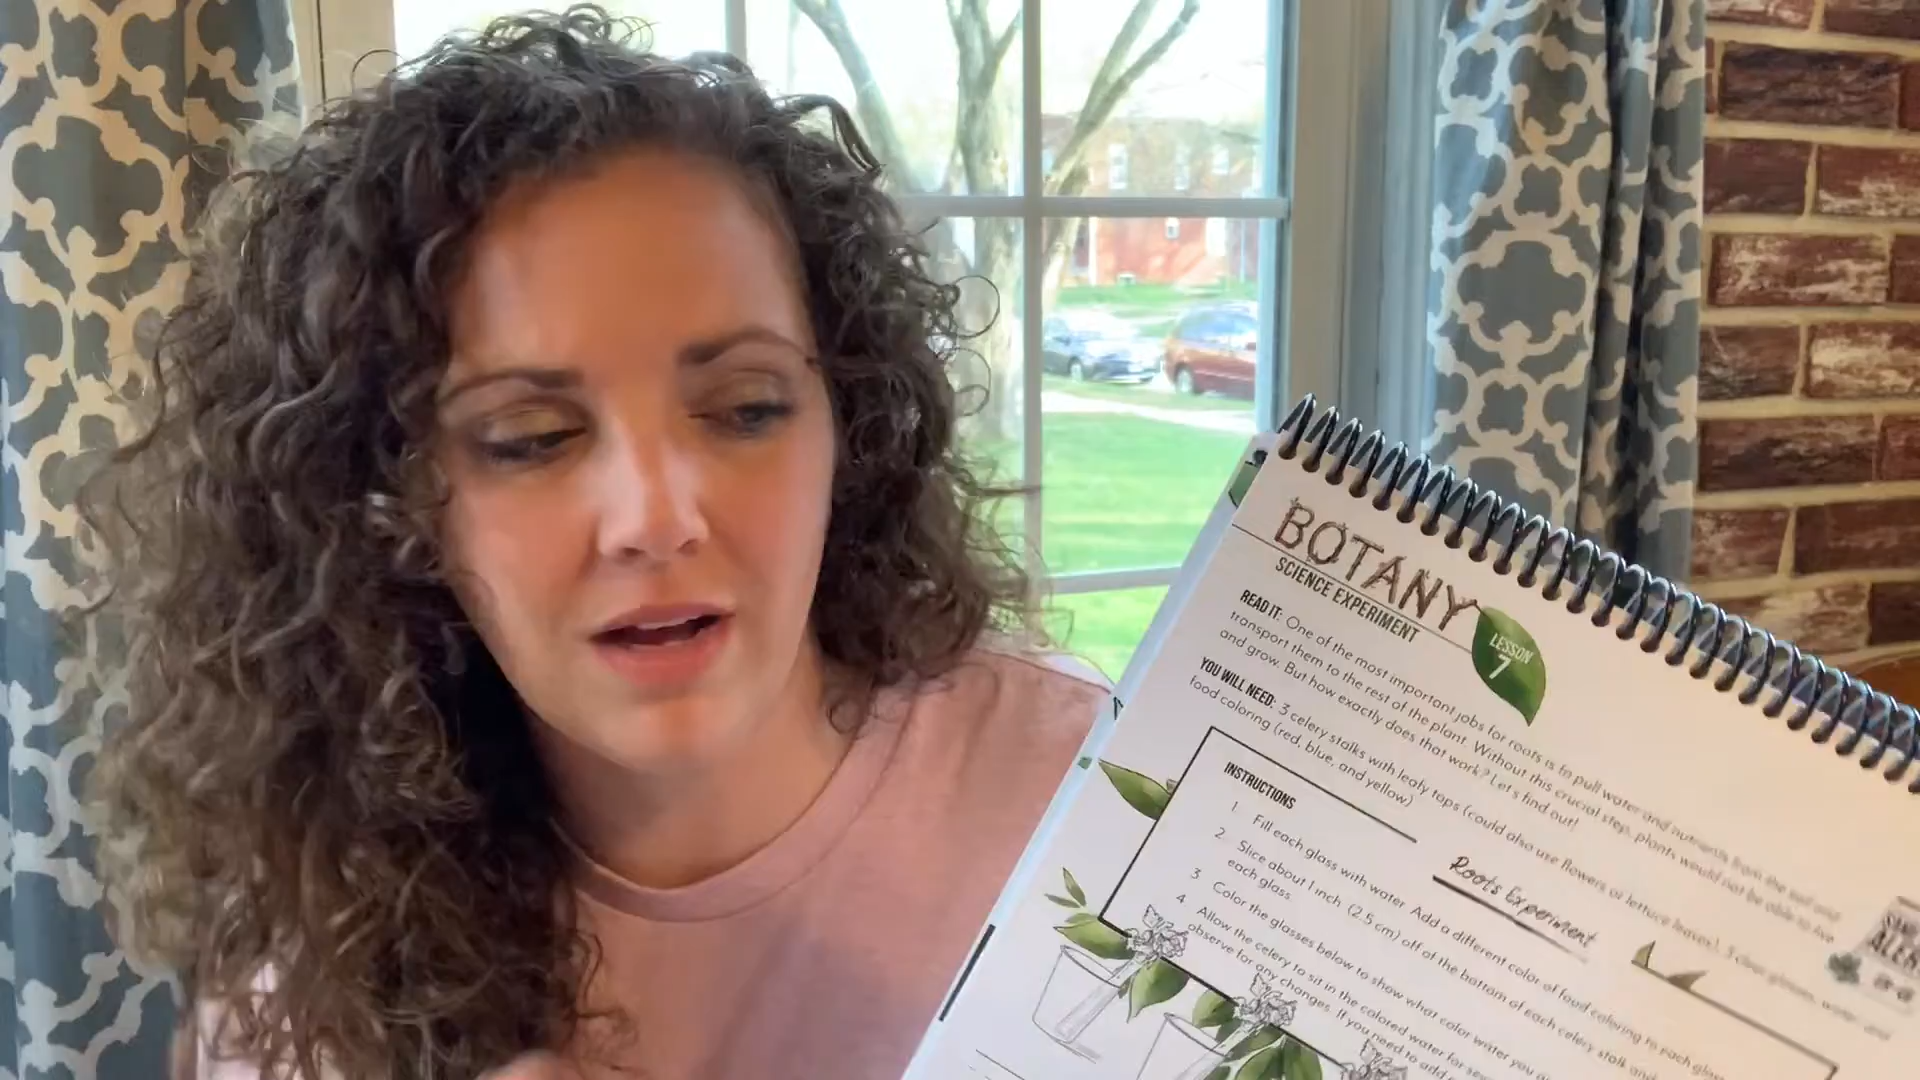 BOTANY
SCIENCE EXPERIMENT
LESSON
7
READ IT: One of the most important jobs for roots is to pull water and nutrients from the soil and
transport them to the rest of the plant. Without this crucial step, plants would not be able to live
and grow. But how exactly does that work? Let's find out!
YOU WILL NEED: 3 celery stalks with leafy tops (could also use flowers or lettuce leaves), 3 clear glasses, water, and
food coloring (red, blue, and yellow)
Roots Experiment
INSTRUCTIONS
1. Fill each glass with water. Add a different color of food coloring to each glass
2. Slice about 1 inch (2.5 cm) off of the bottom of each celery stalk and
each glass.
3. Color the glasses below to show what color water you
4. Allow the celery to sit in the colored water for
observe for any changes. If you need to add